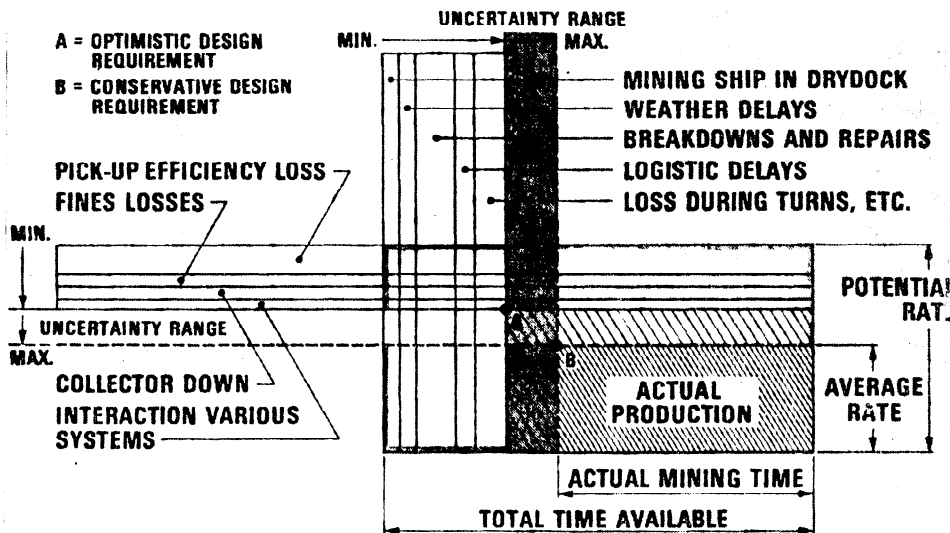 UNCERTAINTY RANGE
MIN.
MAX.
A = OPTIMISTIC DESIGN
REQUIREMENT
B = CONSERVATIVE DESIGN
REQUIREMENT
MINING SHIP IN DRYDOCK
WEATHER DELAYS
BREAKDOWNS AND REPAIRS
LOGISTIC DELAYS
LOSS DURING TURNS, ETC.
PICK-UP EFFICIENCY LOSS
FINES LOSSES
MIN.
UNCERTAINTY RANGE
MAX.
COLLECTOR DOWN
INTERACTION VARIOUS
SYSTEMS
A
B
POTENTIAL
RAT.
AVERAGE
RATE
ACTUAL
PRODUCTION
ACTUAL MINING TIME
TOTAL TIME AVAILABLE